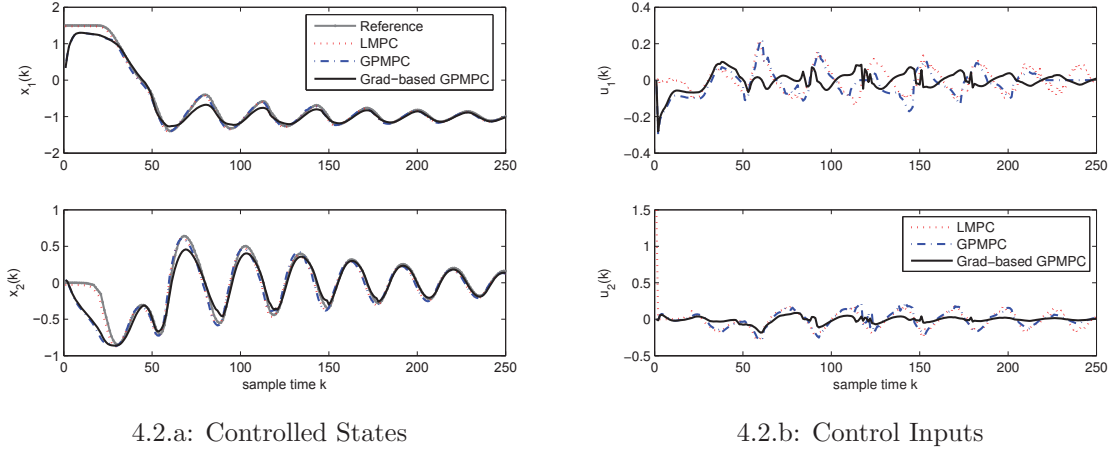 2
1
0
−1
−2
x1(k)
0 50 100 150 200 250
Reference
LMPC
GPMPC
Grad−based GPMPC
1
0.5
0
−0.5
−1
x2(k)
0 50 100 150 200 250
sample time k
4.2.a: Controlled States
0.4
0.2
0
−0.2
−0.4
u1(k)
0 50 100 150 200 250
1.5
1
0.5
0
−0.5
u2(k)
LMPC
GPMPC
Grad−based GPMPC
0 50 100 150 200 250
sample time k
4.2.b: Control Inputs